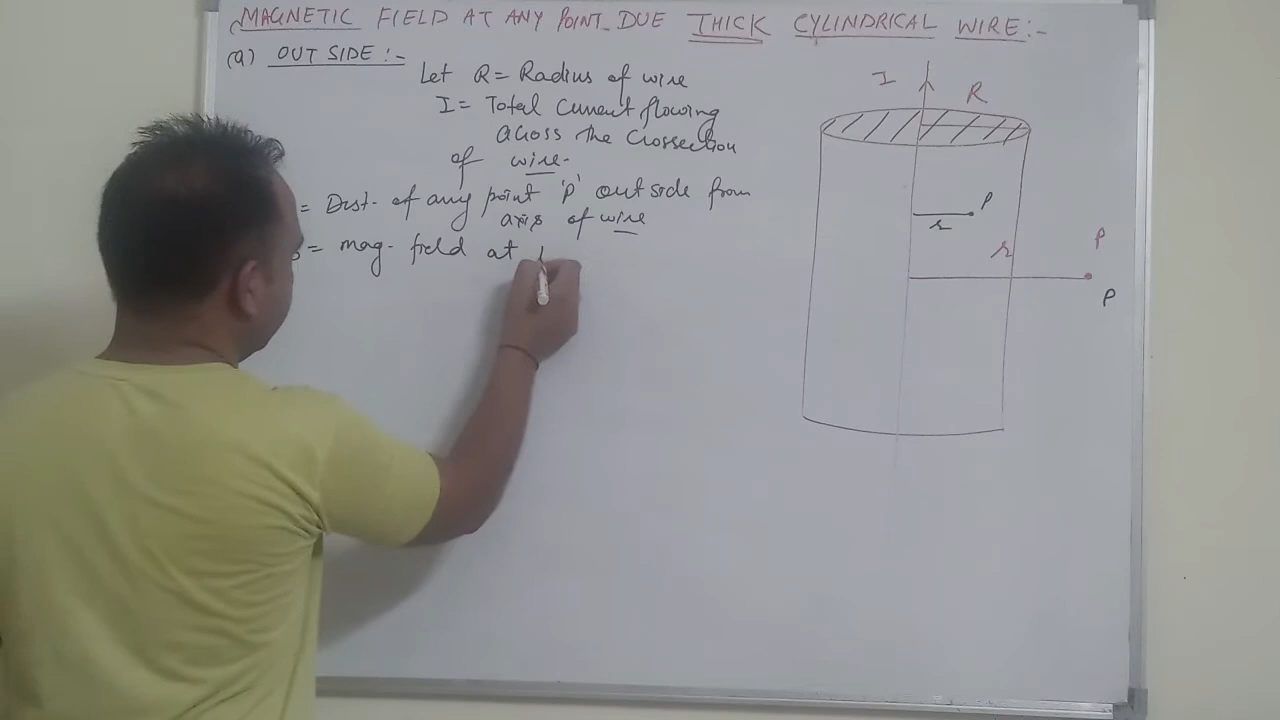 MAGNETIC FIELD AT ANY POINT DUE THICK CYLINDRICAL WIRE:-
(a) OUT SIDE :-
Let R = Radius of wire
I = Total Current flowing
across the Crossection
of wire.
= Dist. of any point 'p' outside from
axis of wire
= mag. field at
I
R
P
r
r
P
P